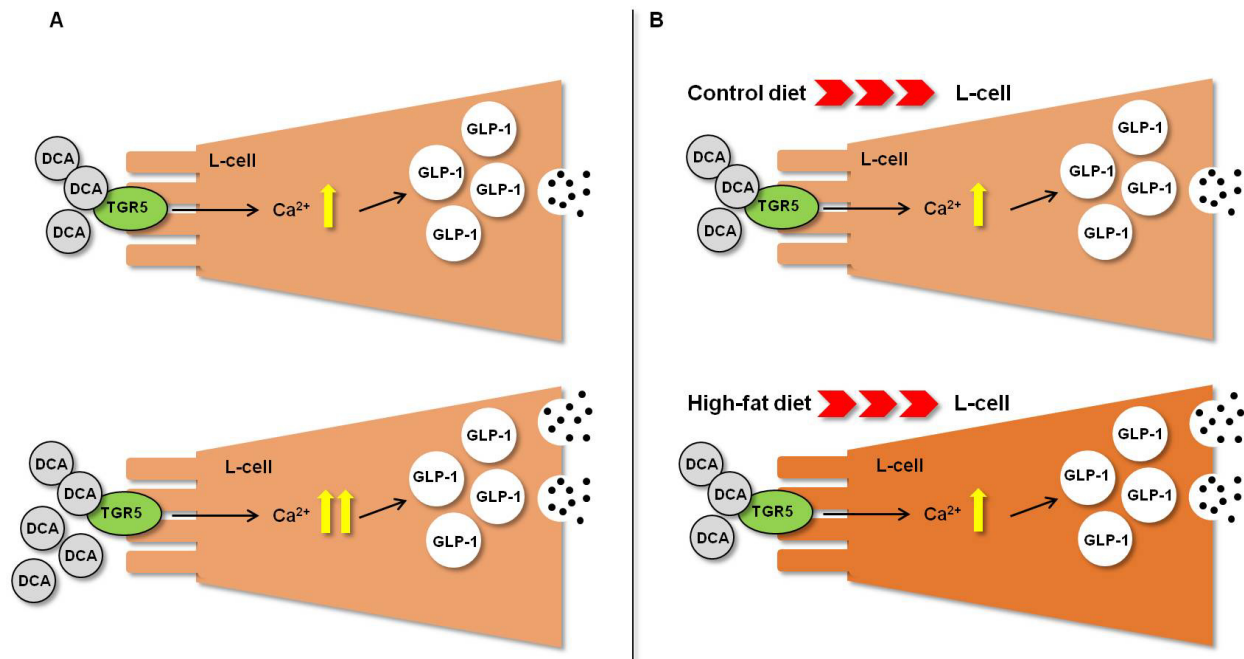 A
L-cell
DCA
DCA
DCA
TGR5
Ca²⁺
GLP-1
GLP-1
GLP-1
GLP-1
L-cell
DCA
DCA
DCA
DCA
DCA
TGR5
Ca²⁺
GLP-1
GLP-1
GLP-1
GLP-1
B
Control diet L-cell
L-cell
DCA
DCA
DCA
TGR5
Ca²⁺
GLP-1
GLP-1
GLP-1
GLP-1
High-fat diet L-cell
L-cell
DCA
DCA
DCA
TGR5
Ca²⁺
GLP-1
GLP-1
GLP-1
GLP-1